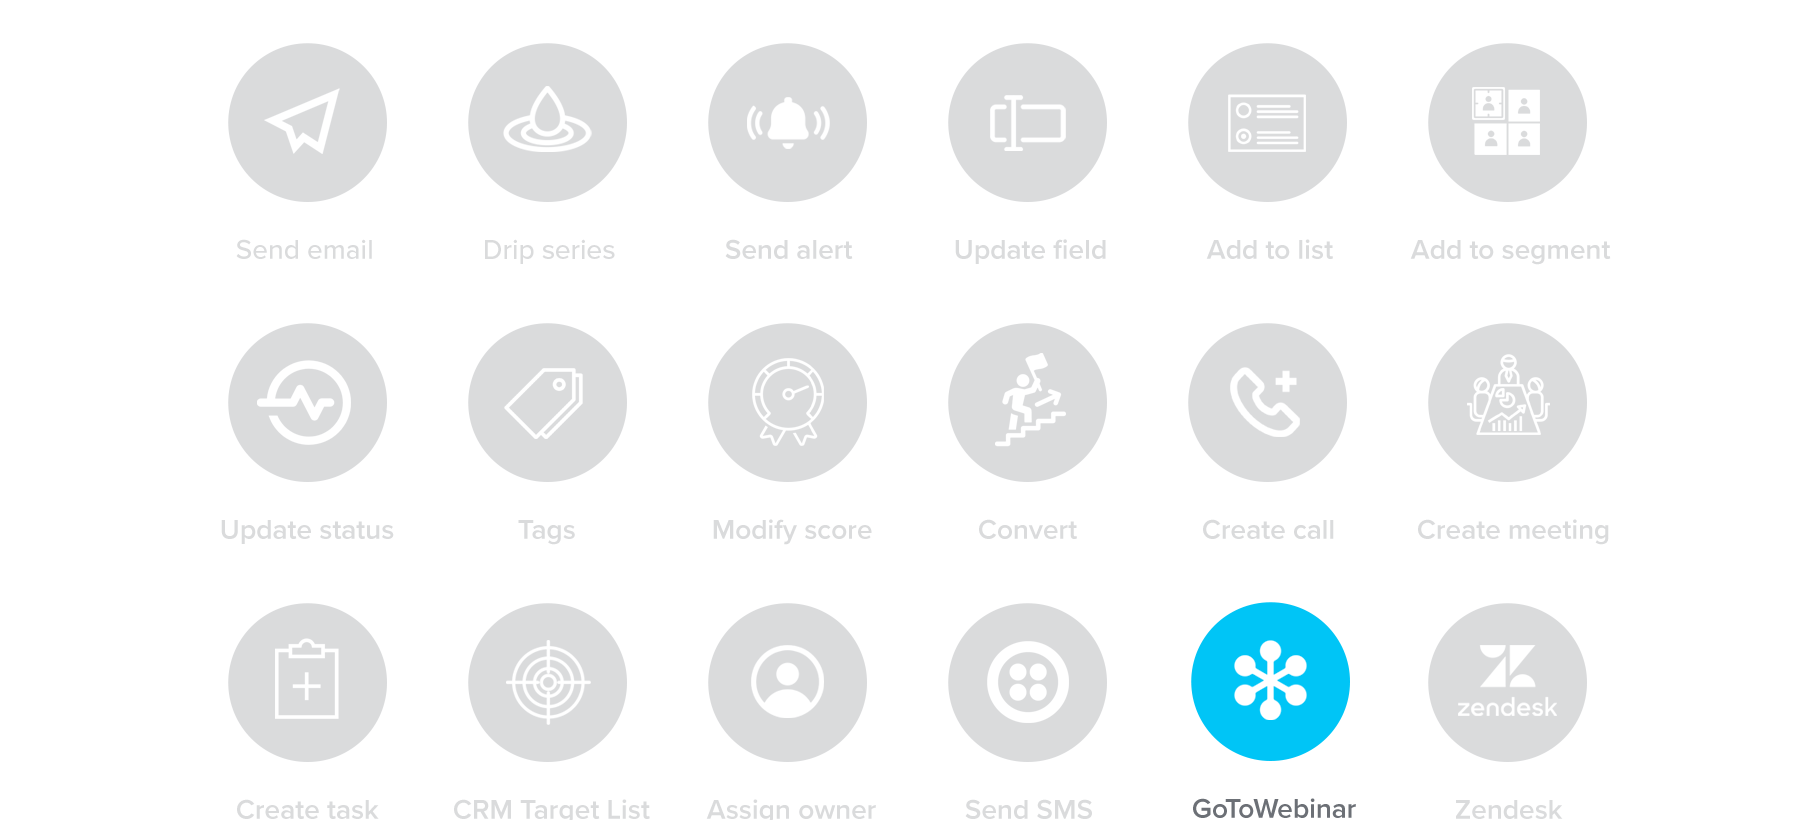 Send email
Drip series
Send alert
Update field
Add to list
Add to segment
Update status
Tags
Modify score
Convert
Create call
Create meeting
zendesk
Create task
CRM Target List
Assign owner
Send SMS
GoToWebinar
Zendesk